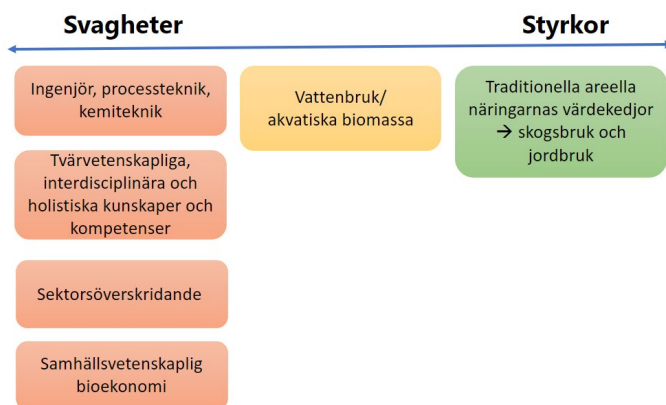 Svagheter
Styrkor
Ingenjör, processteknik,
kemiteknik
Tvärvetenskapliga,
interdisciplinära och
holistiska kunskaper och
kompetenser
Sektorsöverskridande
Samhällsvetenskaplig
bioekonomi
Vattenbruk/
akvatiska biomassa
Traditionella areella
näringarnas värdekedjor
→ skogsbruk och
jordbruk